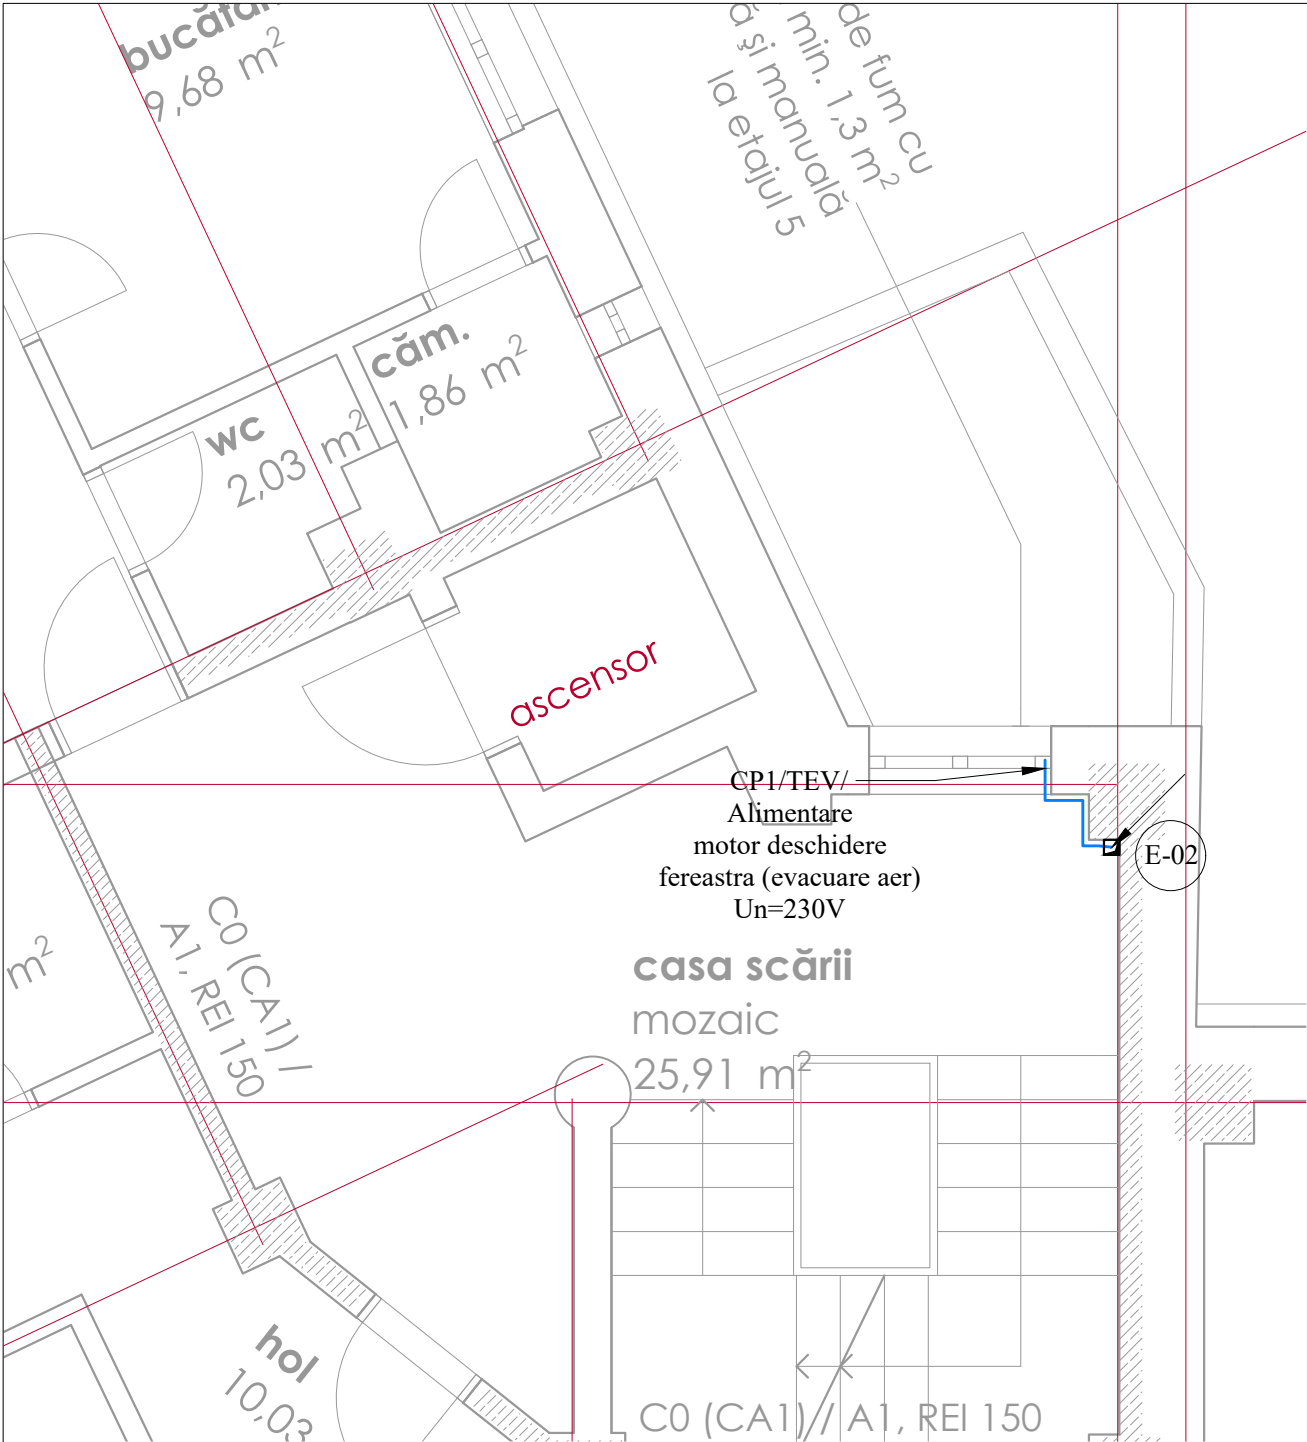 9,68 m²
de fum cu
min. 1,3 m²
ă și manuală
la etajul 5
căm.
1,86 m²
wc
2,03 m²
ascensor
CP1/TEV/
Alimentare
motor deschidere
fereastra (evacuare aer)
Un=230V
E-02
C0 (CA1) /
A1, REI 150
m²
casa scării
mozaic
25,91 m²
hol
10,03
C0 (CA1) / A1, REI 150